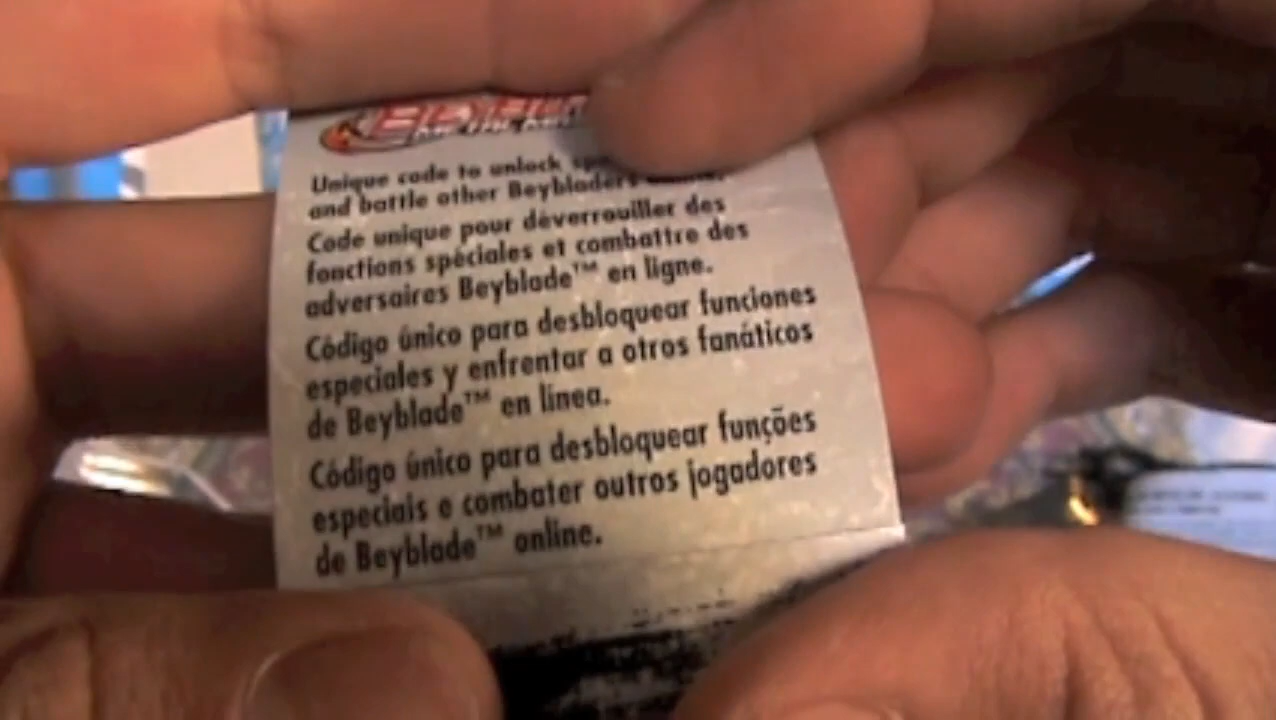 Unique code to unlock
and battle other Beybladers
Code unique pour déverrouiller des
fonctions spéciales et combattre des
adversaires Beyblade™ en ligne.
Código único para desbloquear funciones
especiales y enfrentar a otros fanáticos
de Beyblade™ en línea.
Código único para desbloquear funções
especiais e combater outros jogadores
de Beyblade™ online.